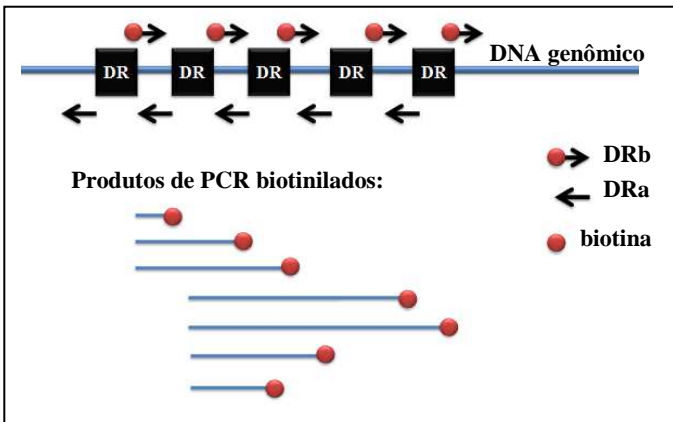 DR DR DR DR DR
DNA genômico
DRb
DRa
Produtos de PCR biotinilados:
biotina